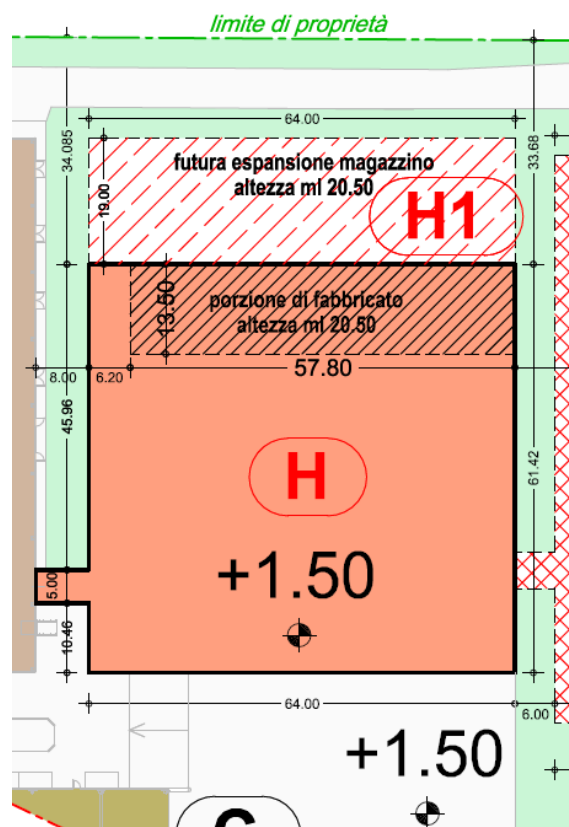 limite di proprietà
64.00
34.085
33.68
19.00
futura espansione magazzino
altezza ml 20.50
H1
13.50
porzione di fabbricato
altezza ml 20.50
8.00
6.20
57.80
45.96
61.42
H
+1.50
5.00
10.46
64.00
6.00
+1.50